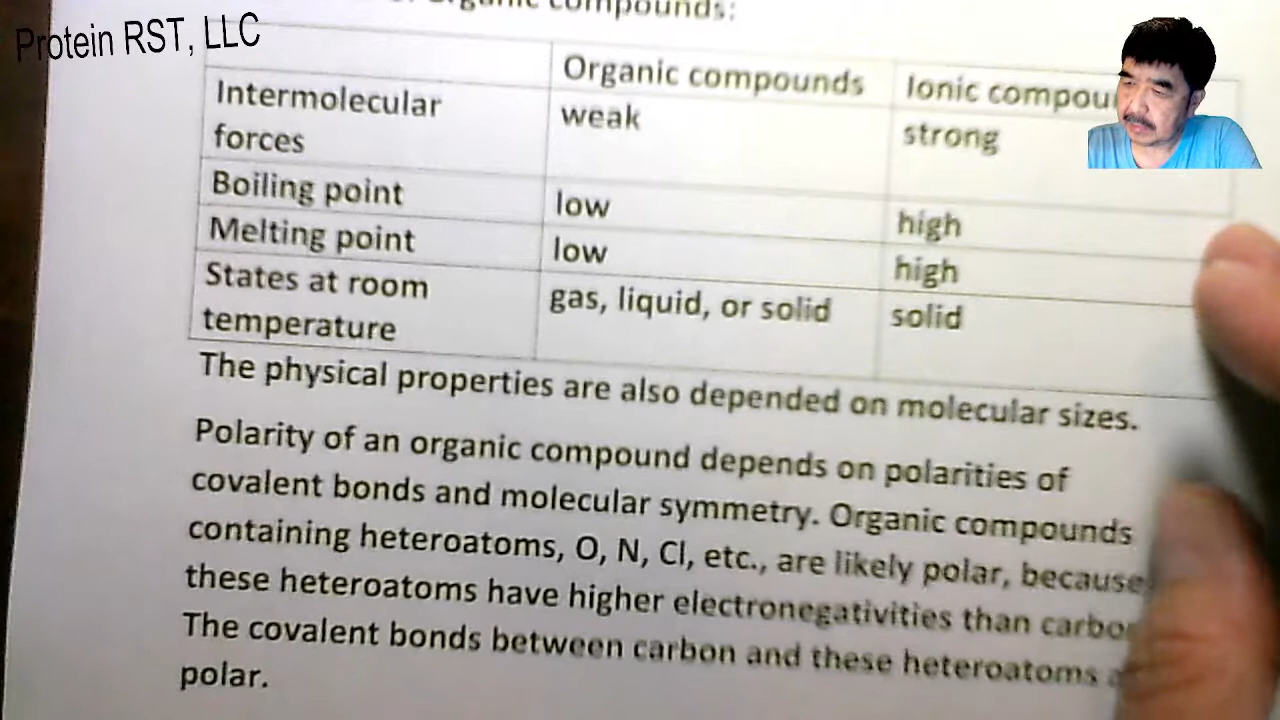 Protein RST, LLC
Organic compounds:
Organic compounds Ionic
Intermolecular forces weak strong
Boiling point low high
Melting point low high
States at room temperature gas, liquid, or solid solid
The physical properties are also depended on molecular sizes.
Polarity of an organic compound depends on polarities of
covalent bonds and molecular symmetry. Organic compounds
containing heteroatoms, O, N, Cl, etc., are likely polar, because
these heteroatoms have higher electronegativities than
The covalent bonds between carbon and these heteroatoms
polar.